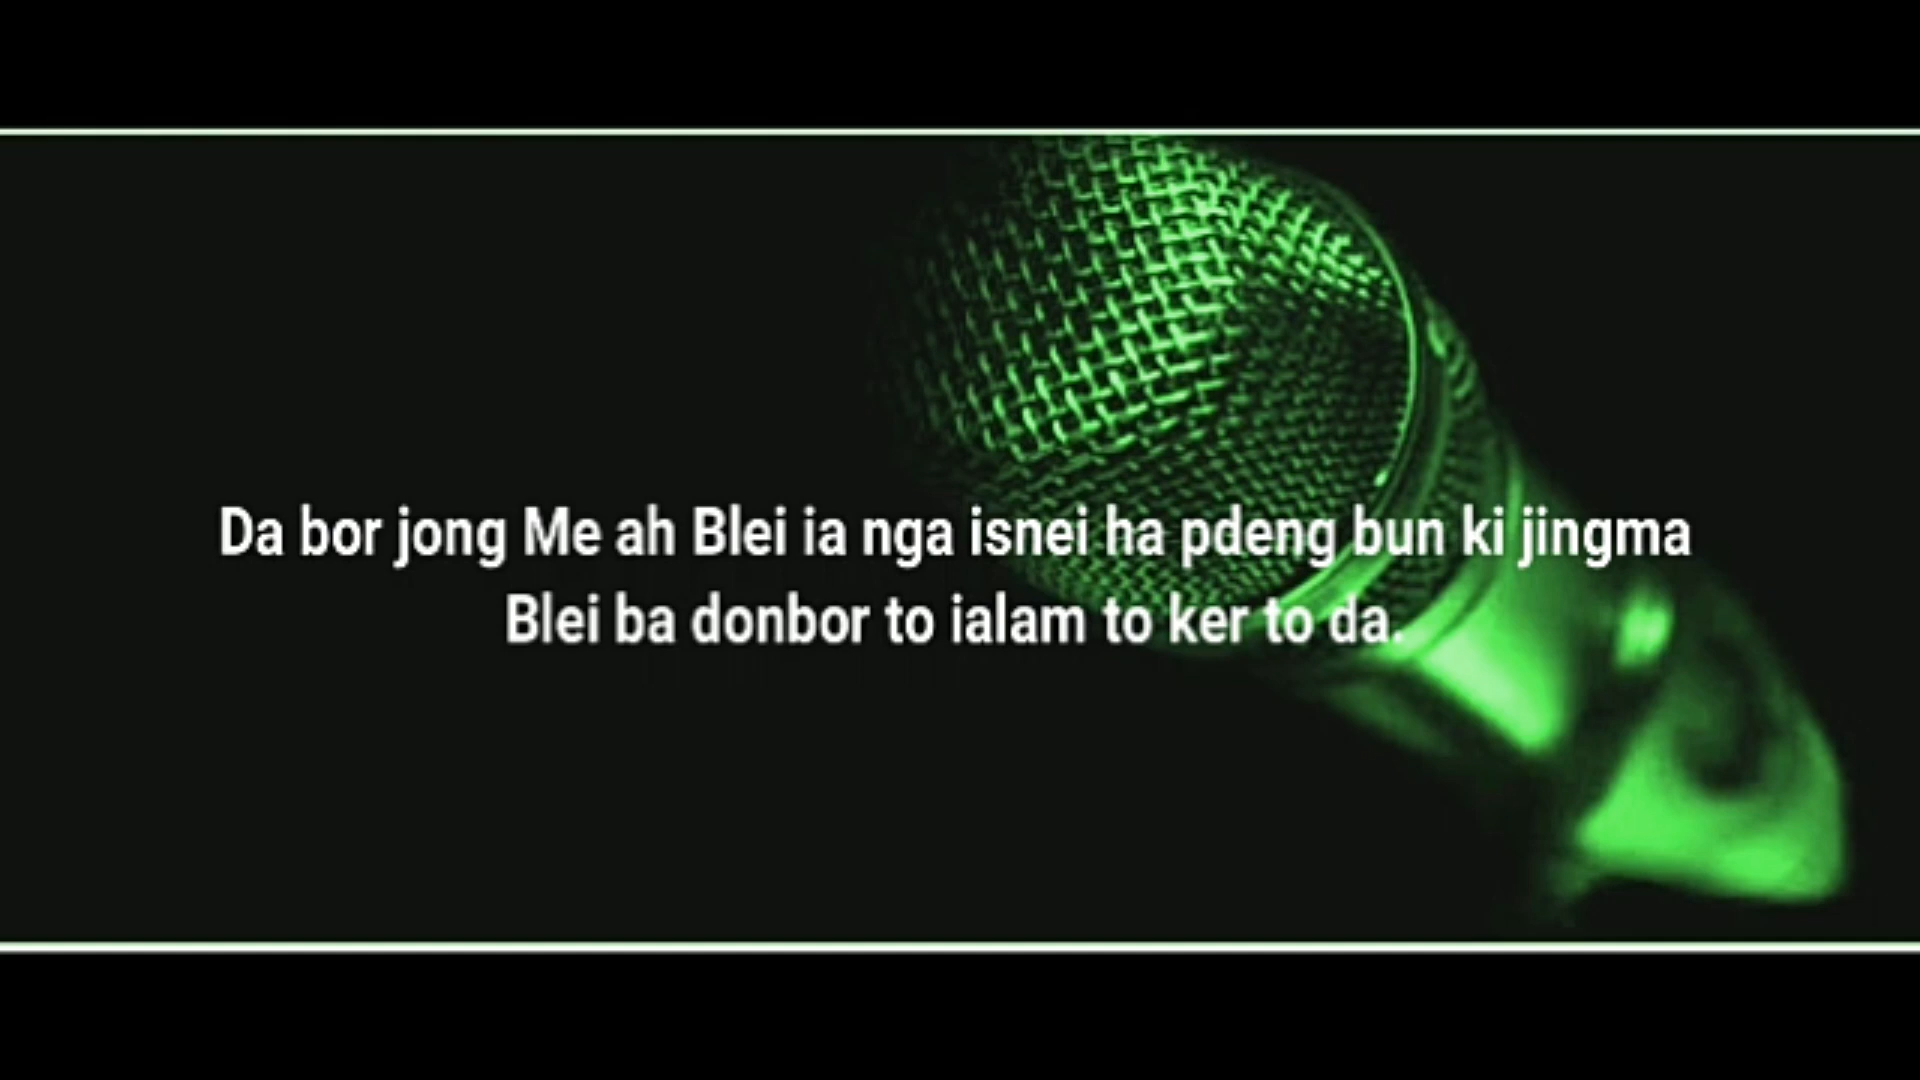 Da bor jong Me ah Blei ia nga isnei ha pdeng bun ki jingma
Blei ba donbor to ialam to ker to da.